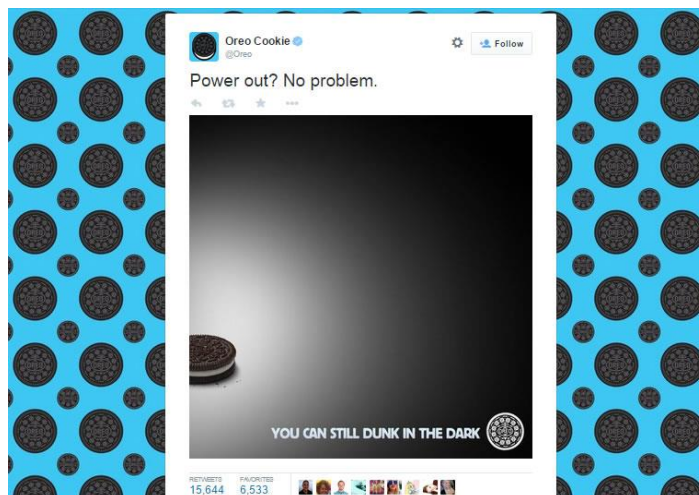 Oreo Cookie
@Oreo
Follow
Power out? No problem.
YOU CAN STILL DUNK IN THE DARK
RETWEETS FAVORITES
15,644 6,533